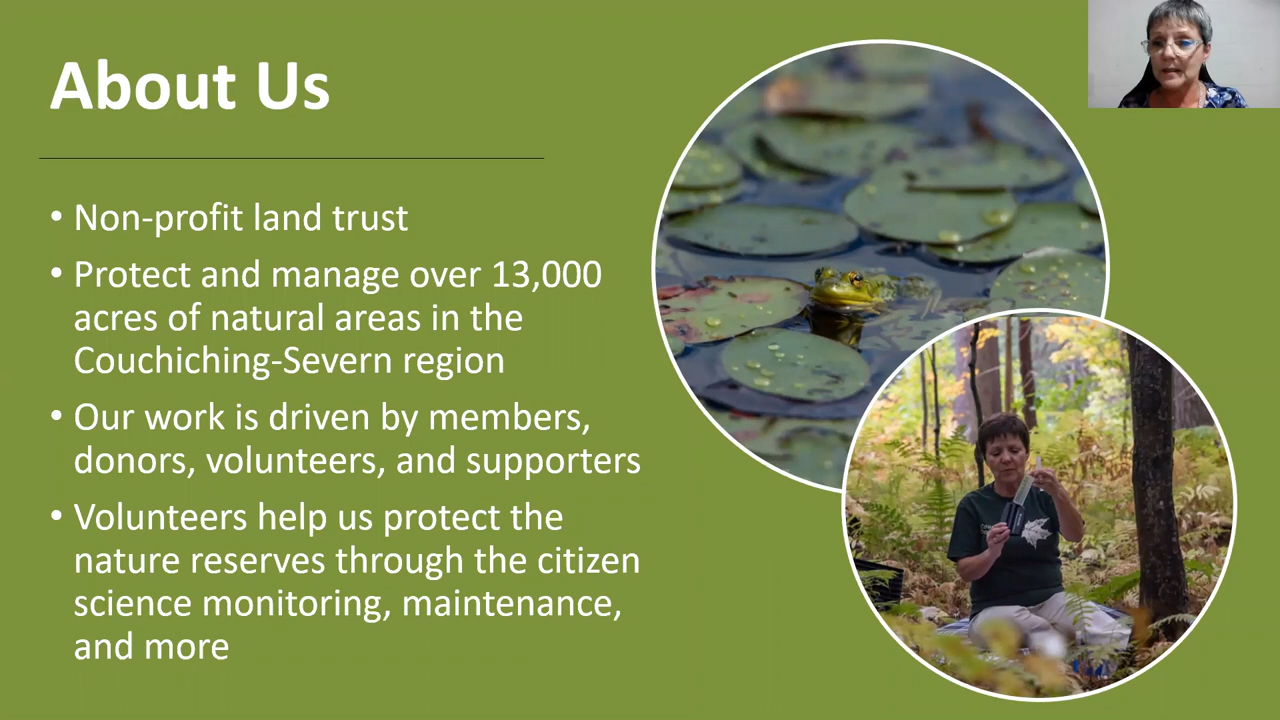 About Us
• Non-profit land trust
• Protect and manage over 13,000
acres of natural areas in the
Couchiching-Severn region
• Our work is driven by members,
donors, volunteers, and supporters
• Volunteers help us protect the
nature reserves through the citizen
science monitoring, maintenance,
and more